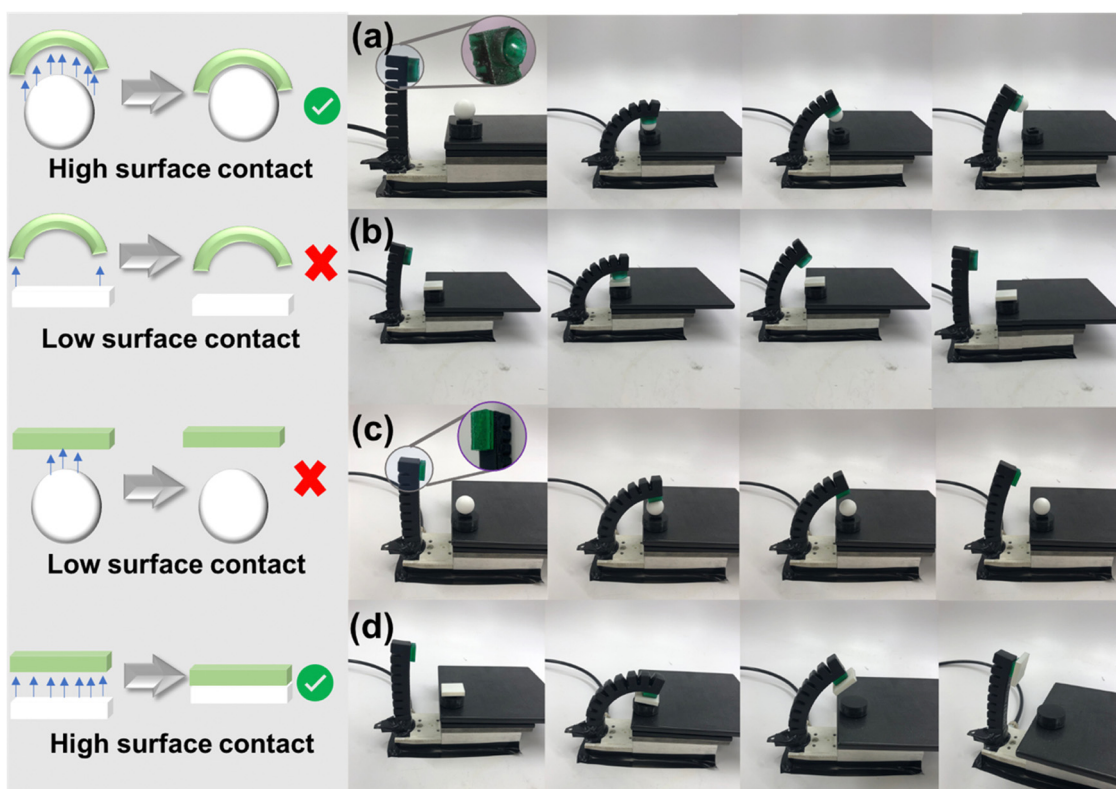 (a)
High surface contact
(b)
Low surface contact
(c)
Low surface contact
(d)
High surface contact